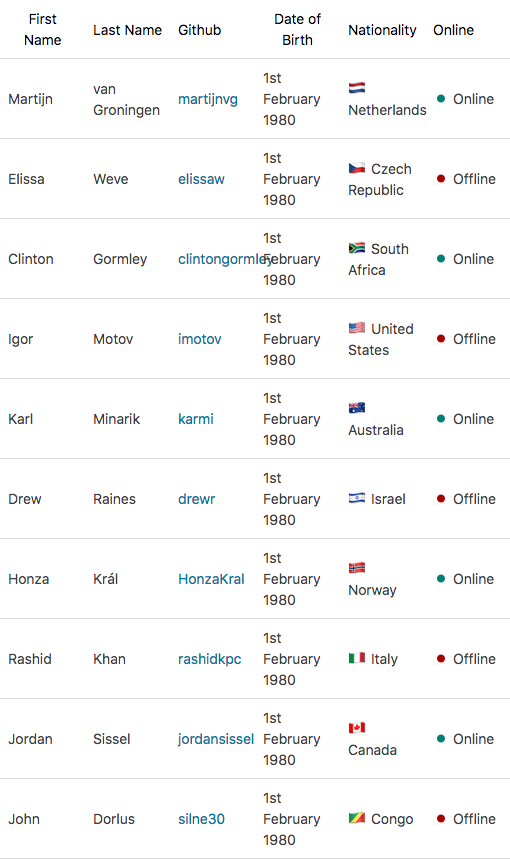 First Name Last Name Github Date of Birth Nationality Online
Martijn van Groningen martijnvg 1st February 1980 Netherlands Online
Elissa Weve elissaw 1st February 1980 Czech Republic Offline
Clinton Gormley clintongormley 1st February 1980 South Africa Online
Igor Motov imotov 1st February 1980 United States Offline
Karl Minarik karmi 1st February 1980 Australia Online
Drew Raines drewr 1st February 1980 Israel Offline
Honza Král HonzaKral 1st February 1980 Norway Online
Rashid Khan rashidkpc 1st February 1980 Italy Offline
Jordan Sissel jordansissel 1st February 1980 Canada Online
John Dorlus silne30 1st February 1980 Congo Offline